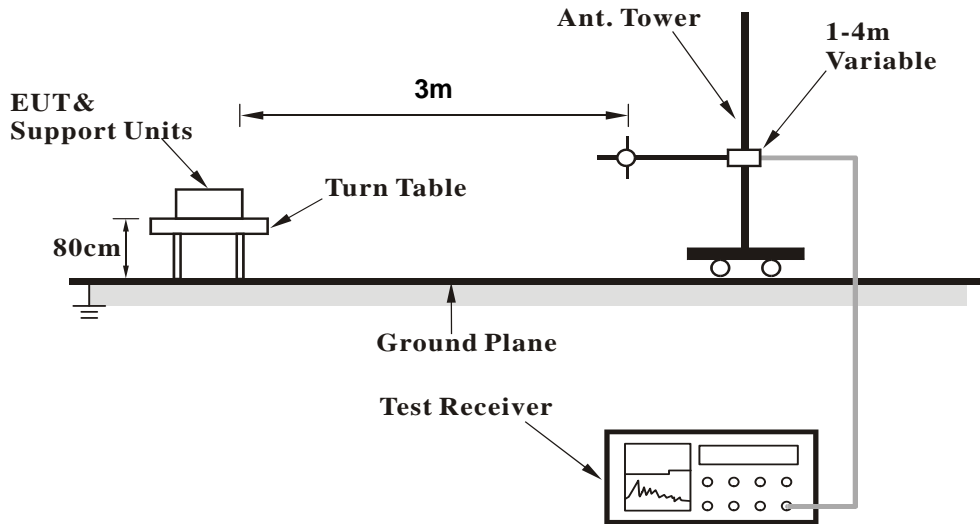 Ant. Tower
1-4m
Variable
3m
EUT&
Support Units
Turn Table
80cm
Ground Plane
Test Receiver